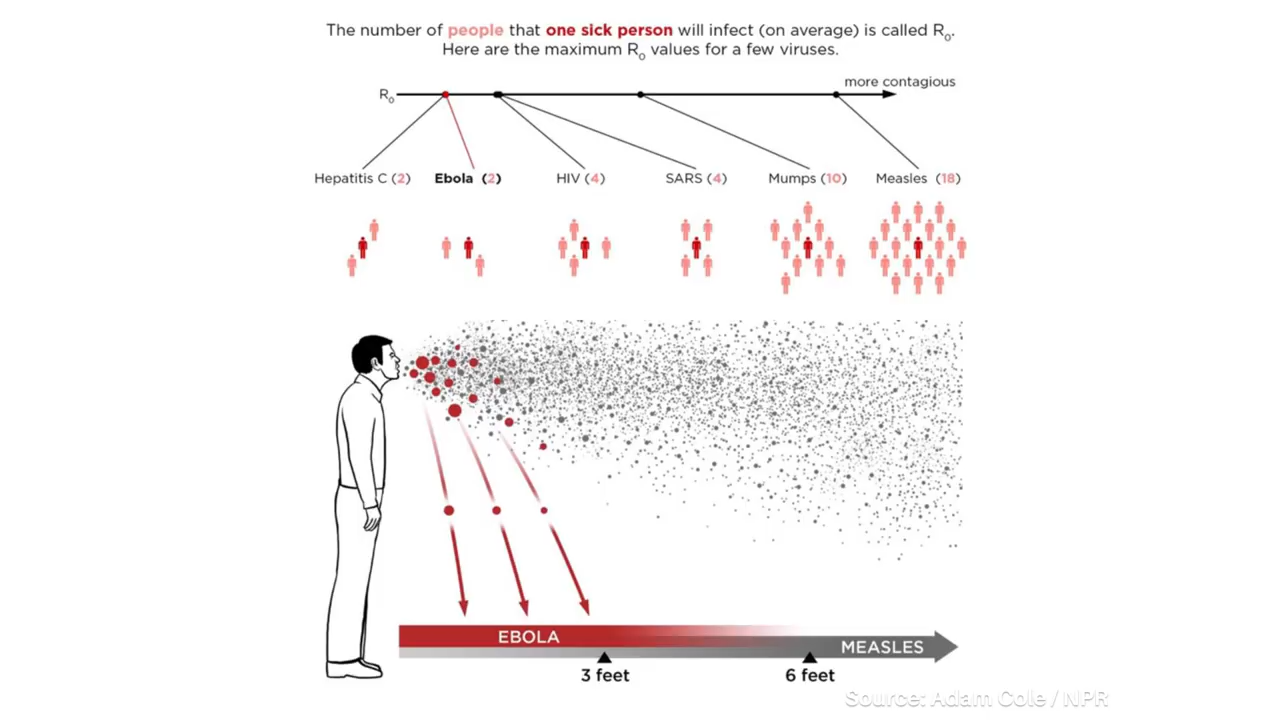 The number of people that one sick person will infect (on average) is called R₀.
Here are the maximum R₀ values for a few viruses.
more contagious
R₀
Hepatitis C (2)
Ebola (2)
HIV (4)
SARS (4)
Mumps (10)
Measles (18)
EBOLA
MEASLES
3 feet
6 feet
Source: Adam Cole / NPR